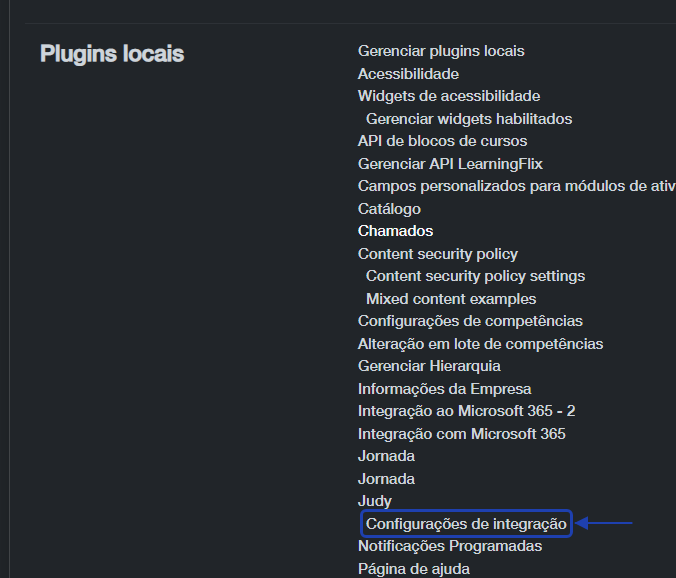 Plugins locais
Gerenciar plugins locais
Acessibilidade
Widgets de acessibilidade
Gerenciar widgets habilitados
API de blocos de cursos
Gerenciar API LearningFlix
Campos personalizados para módulos de ativ
Catálogo
Chamados
Content security policy
Content security policy settings
Mixed content examples
Configurações de competências
Alteração em lote de competências
Gerenciar Hierarquia
Informações da Empresa
Integração ao Microsoft 365 - 2
Integração com Microsoft 365
Jornada
Jornada
Judy
Configurações de integração
Notificações Programadas
Página de ajuda